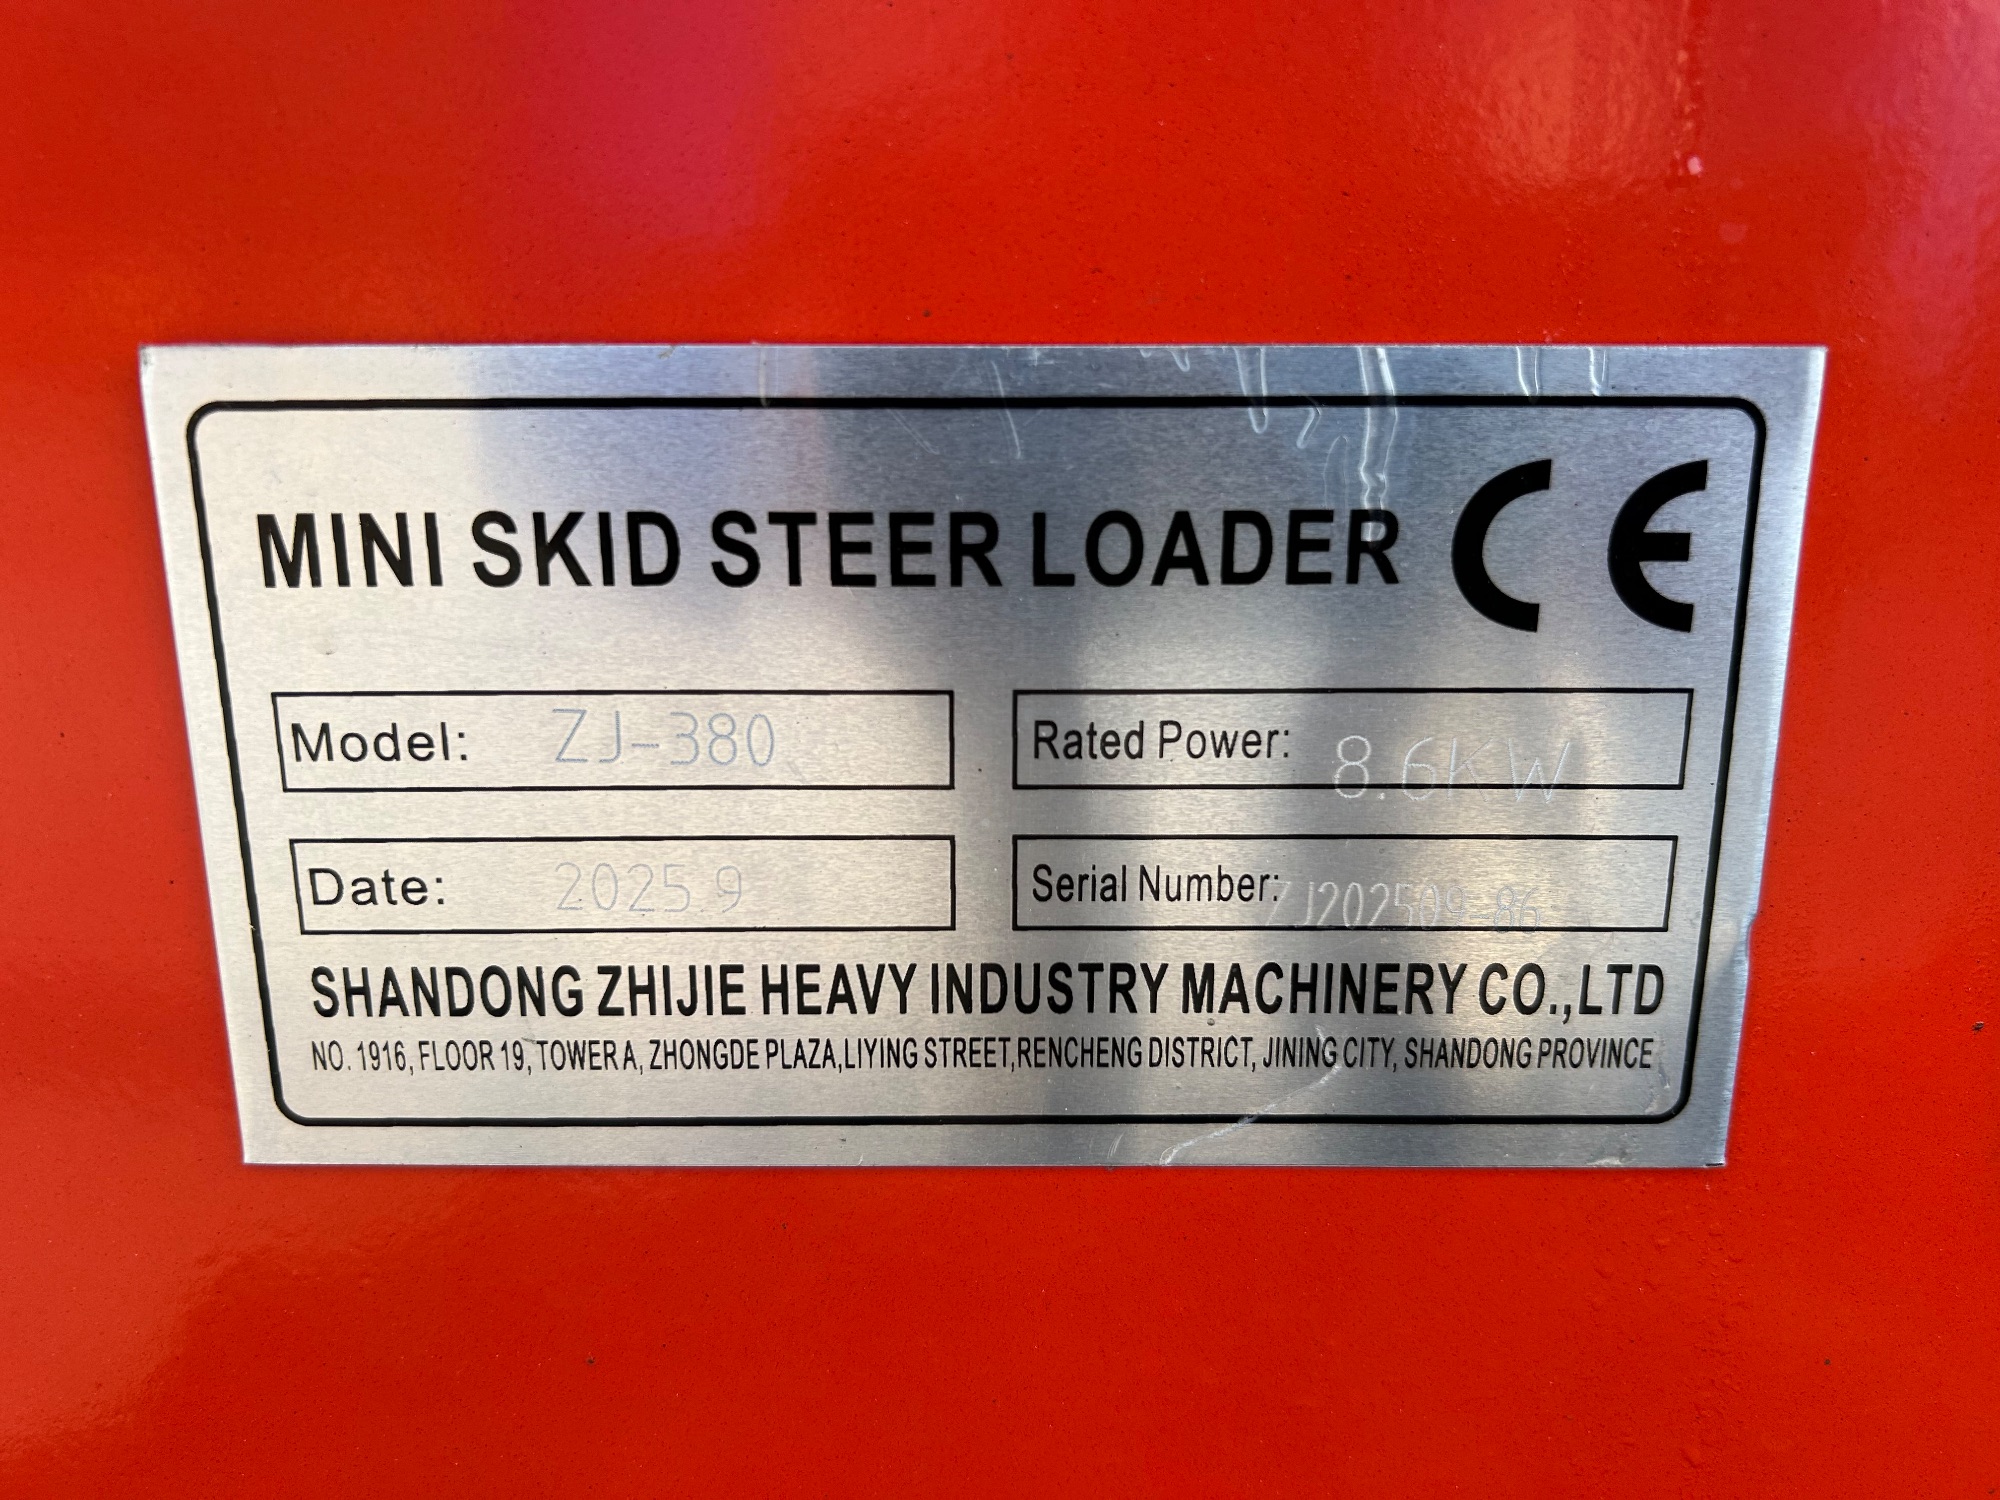 MINI SKID STEER LOADER CE
Model: ZJ-380
Rated Power: 8.6KW
Date: 2025.9
Serial Number: ZJ202509-86
SHANDONG ZHIJIE HEAVY INDUSTRY MACHINERY CO.,LTD
NO. 1916, FLOOR 19, TOWER A, ZHONGDE PLAZA,LIYING STREET,RENCHENG DISTRICT, JINING CITY, SHANDONG PROVINCE